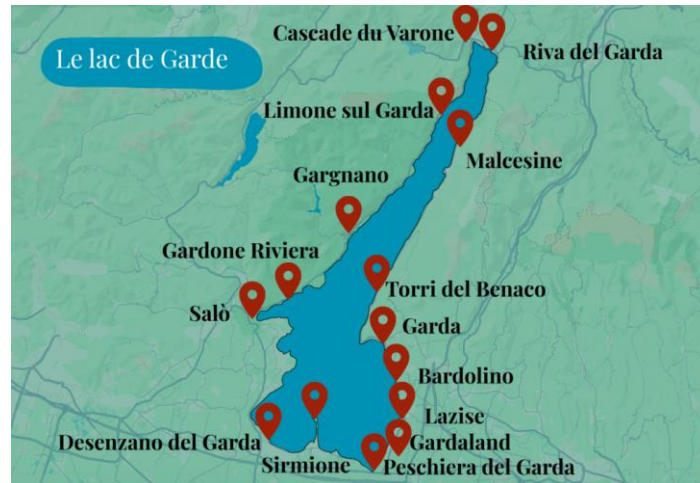 Le lac de Garde
Cascade du Varone
Riva del Garda
Limone sul Garda
Malcesine
Gargnano
Gardone Riviera
Torri del Benaco
Salò
Garda
Bardolino
Lazise
Desenzano del Garda
Gardaland
Sirmione
Peschiera del Garda